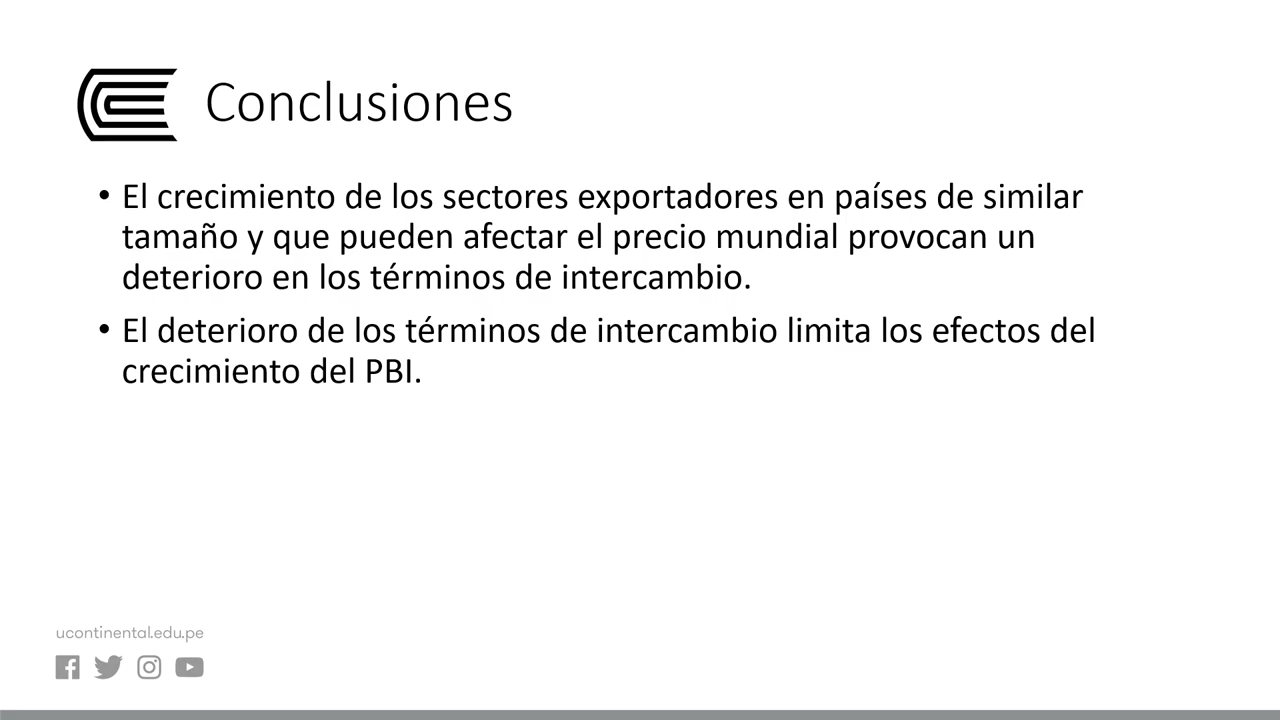 Conclusiones
• El crecimiento de los sectores exportadores en países de similar
tamaño y que pueden afectar el precio mundial provocan un
deterioro en los términos de intercambio.
• El deterioro de los términos de intercambio limita los efectos del
crecimiento del PBI.
ucontinental.edu.pe